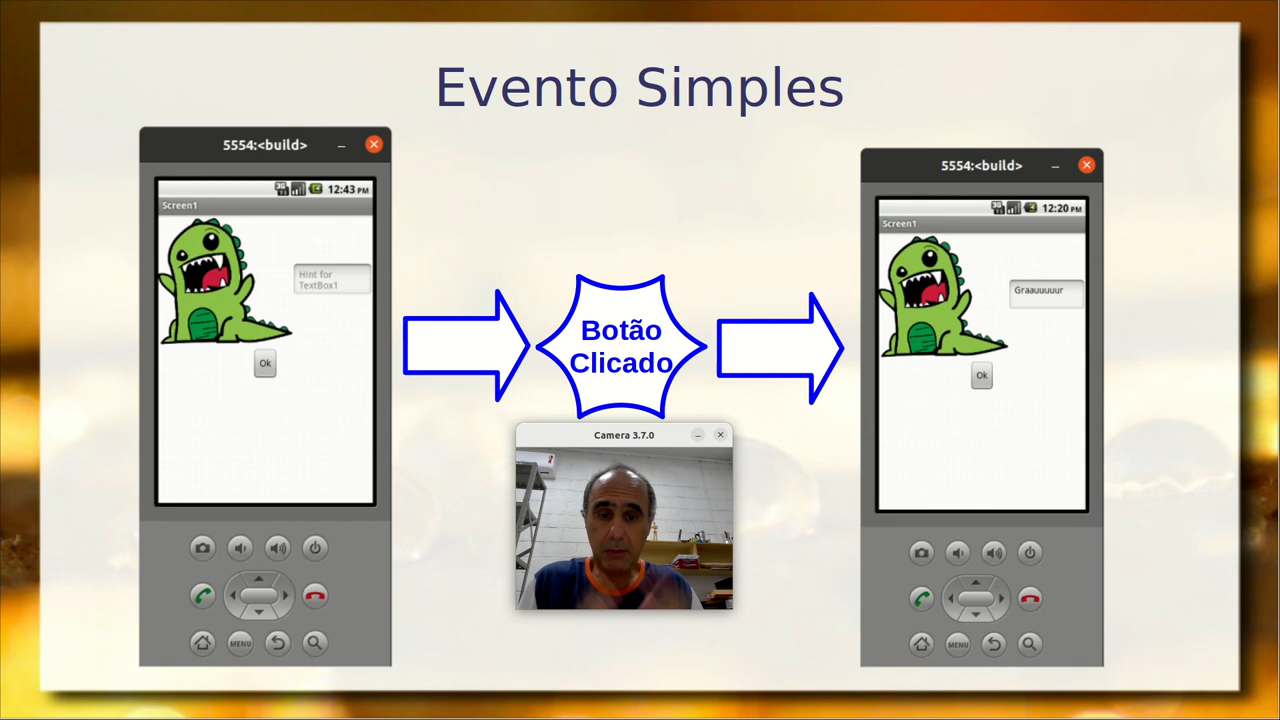 Evento Simples
5554:<build>
12:43 PM
Screen1
Hint for
TextBox1
Ok
MENU
Botão
Clicado
Camera 3.7.0
5554:<build>
12:20 PM
Screen1
Graauuuuur
Ok
MENU